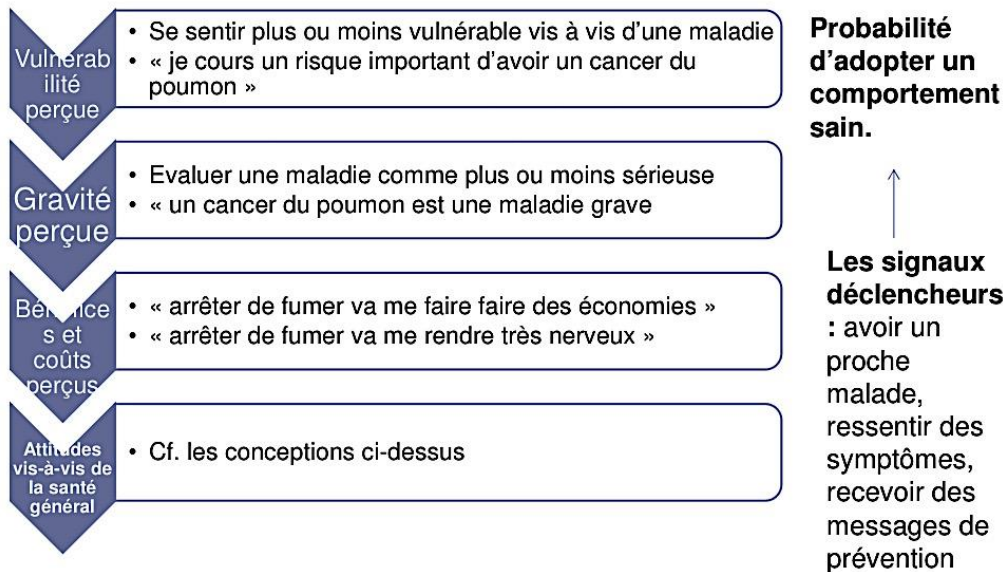 Vulnérab
ilité
perçue
• Se sentir plus ou moins vulnérable vis à vis d'une maladie
• « je cours un risque important d'avoir un cancer du
poumon »
Gravité
perçue
• Evaluer une maladie comme plus ou moins sérieuse
• « un cancer du poumon est une maladie grave
Bénéfice
s et
coûts
perçus
• « arrêter de fumer va me faire faire des économies »
• « arrêter de fumer va me rendre très nerveux »
Attitudes
vis-à-vis de
la santé
général
• Cf. les conceptions ci-dessus
Probabilité
d'adopter un
comportement
sain.
Les signaux
déclencheurs
: avoir un
proche
malade,
ressentir des
symptômes,
recevoir des
messages de
prévention